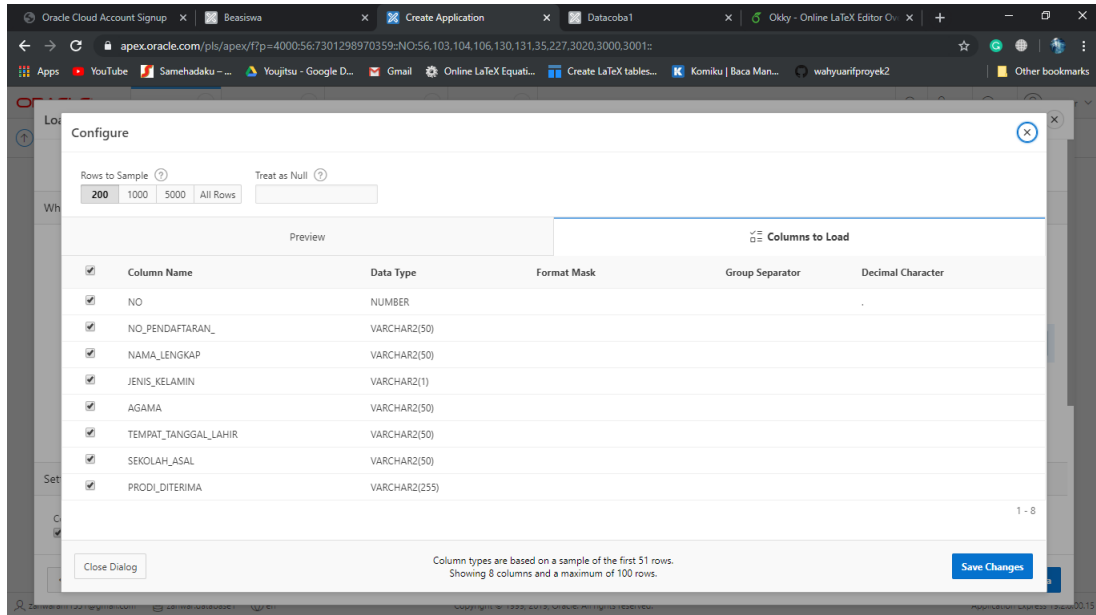 Oracle Cloud Account Signup
Beasiswa
Create Application
Datacoba1
Okky - Online LaTeX Editor Ov
apex.oracle.com/pls/apex/f?p=4000:56:7301298970359::NO:56,103,104,106,130,131,35,227,3020,3000,3001::
Apps
YouTube
Samehadaku – ...
Youjitsu - Google D...
Gmail
Online LaTeX Equati...
Create LaTeX tables...
Komiku | Baca Man...
wahyuarifproyek2
Other bookmarks
Loa
Configure
Rows to Sample
Treat as Null
200 1000 5000 All Rows
Wh
Preview
Columns to Load
Column Name Data Type Format Mask Group Separator Decimal Character
NO NUMBER .
NO_PENDAFTARAN_ VARCHAR2(50)
NAMA_LENGKAP VARCHAR2(50)
JENIS_KELAMIN VARCHAR2(1)
AGAMA VARCHAR2(50)
TEMPAT_TANGGAL_LAHIR VARCHAR2(50)
SEKOLAH_ASAL VARCHAR2(50)
PRODI_DITERIMA VARCHAR2(255)
Set
1 - 8
Close Dialog
Column types are based on a sample of the first 51 rows.
Showing 8 columns and a maximum of 100 rows.
Save Changes